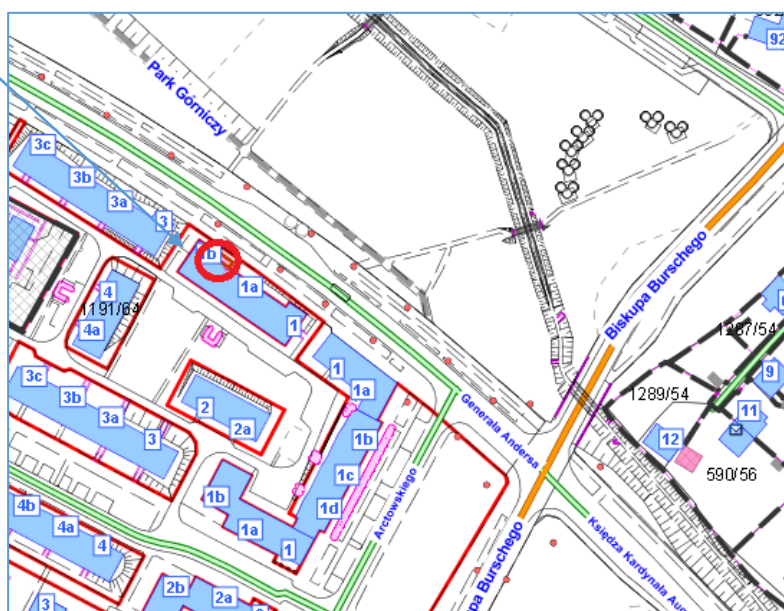 92
Park Górniczy
3c
3b
3a
3
1b
1a
1
4
1191/64
4a
Biskupa Burschego
1287/54
9
1289/54
11
12
590/56
1
1a
1b
1c
1d
2
2a
3c
3b
3a
3
Generała Andersa
Arctowskiego
1b
1a
1
4b
4a
4
Księdza Kardynała Aug
Biskupa Burschego
2b
2a
3